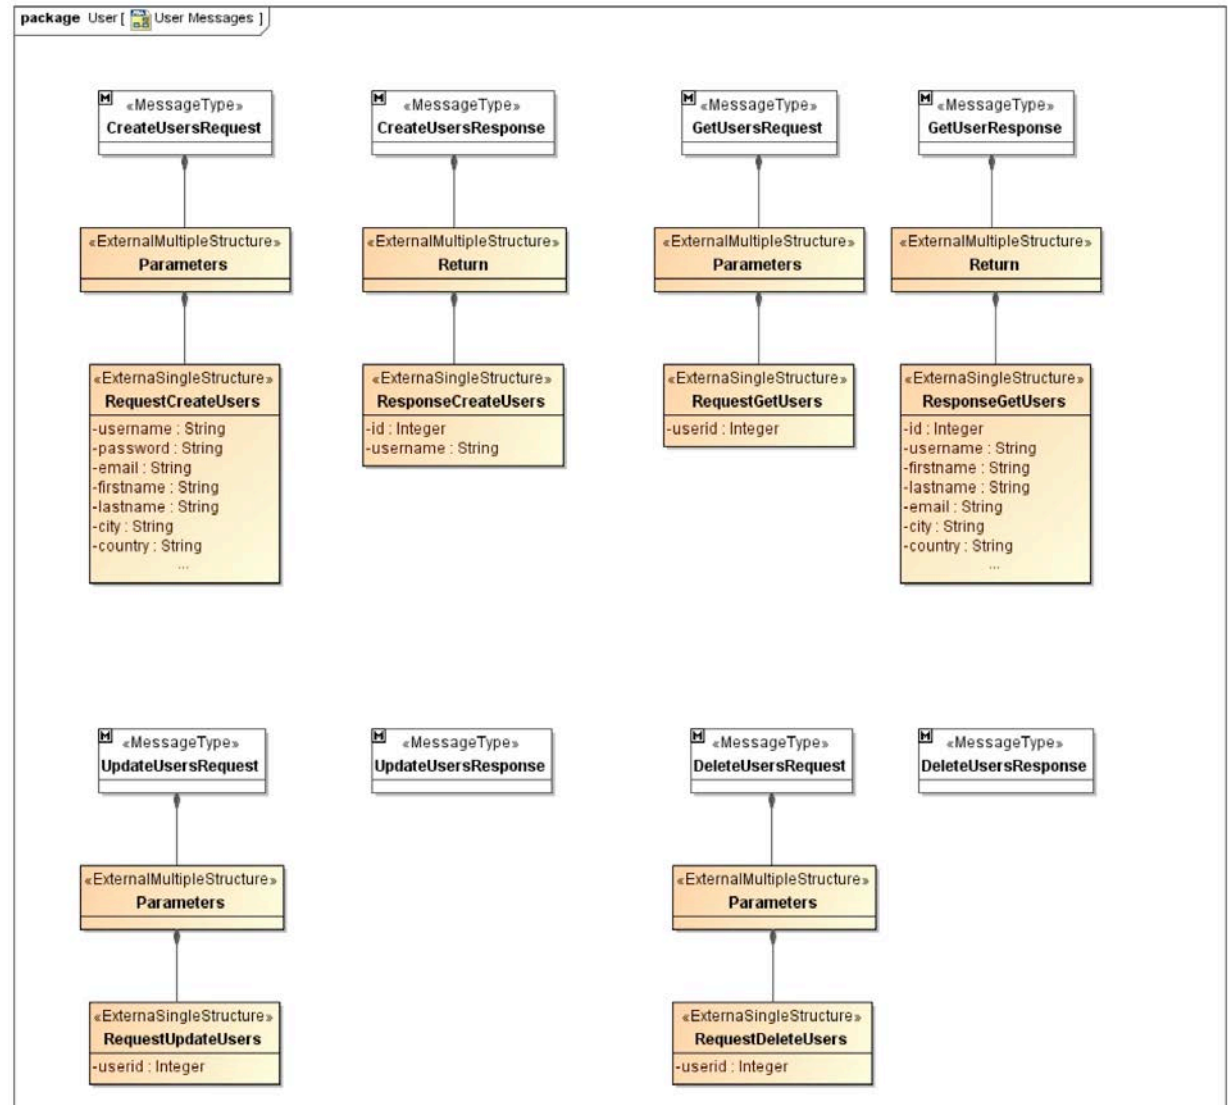 package User [ User Messages ]
«MessageType»
CreateUsersRequest
«ExternalMultipleStructure»
Parameters
«ExternaSingleStructure»
RequestCreateUsers
-username : String
-password : String
-email : String
-firstname : String
-lastname : String
-city : String
-country : String
...
«MessageType»
CreateUsersResponse
«ExternalMultipleStructure»
Return
«ExternaSingleStructure»
ResponseCreateUsers
-id : Integer
-username : String
«MessageType»
GetUsersRequest
«ExternalMultipleStructure»
Parameters
«ExternaSingleStructure»
RequestGetUsers
-userid : Integer
«MessageType»
GetUserResponse
«ExternalMultipleStructure»
Return
«ExternaSingleStructure»
ResponseGetUsers
-id : Integer
-username : String
-firstname : String
-lastname : String
-email : String
-city : String
-country : String
...
«MessageType»
UpdateUsersRequest
«ExternalMultipleStructure»
Parameters
«ExternaSingleStructure»
RequestUpdateUsers
-userid : Integer
«MessageType»
UpdateUsersResponse
«MessageType»
DeleteUsersRequest
«ExternalMultipleStructure»
Parameters
«ExternaSingleStructure»
RequestDeleteUsers
-userid : Integer
«MessageType»
DeleteUsersResponse